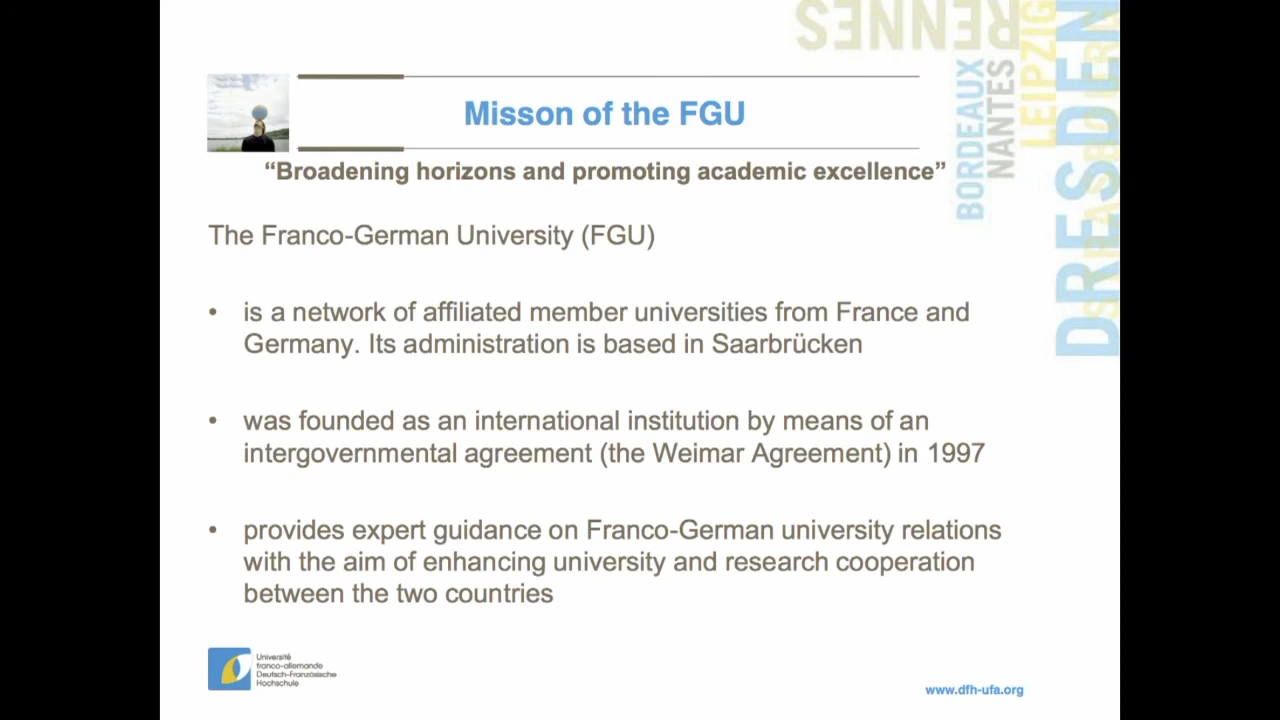 RENNES
BORDEAUX
NANTES
LEIPZIG
DRESDEN
Misson of the FGU
“Broadening horizons and promoting academic excellence”
The Franco-German University (FGU)
• is a network of affiliated member universities from France and
Germany. Its administration is based in Saarbrücken
• was founded as an international institution by means of an
intergovernmental agreement (the Weimar Agreement) in 1997
• provides expert guidance on Franco-German university relations
with the aim of enhancing university and research cooperation
between the two countries
Université
franco-allemande
Deutsch-Französische
Hochschule
www.dfh-ufa.org